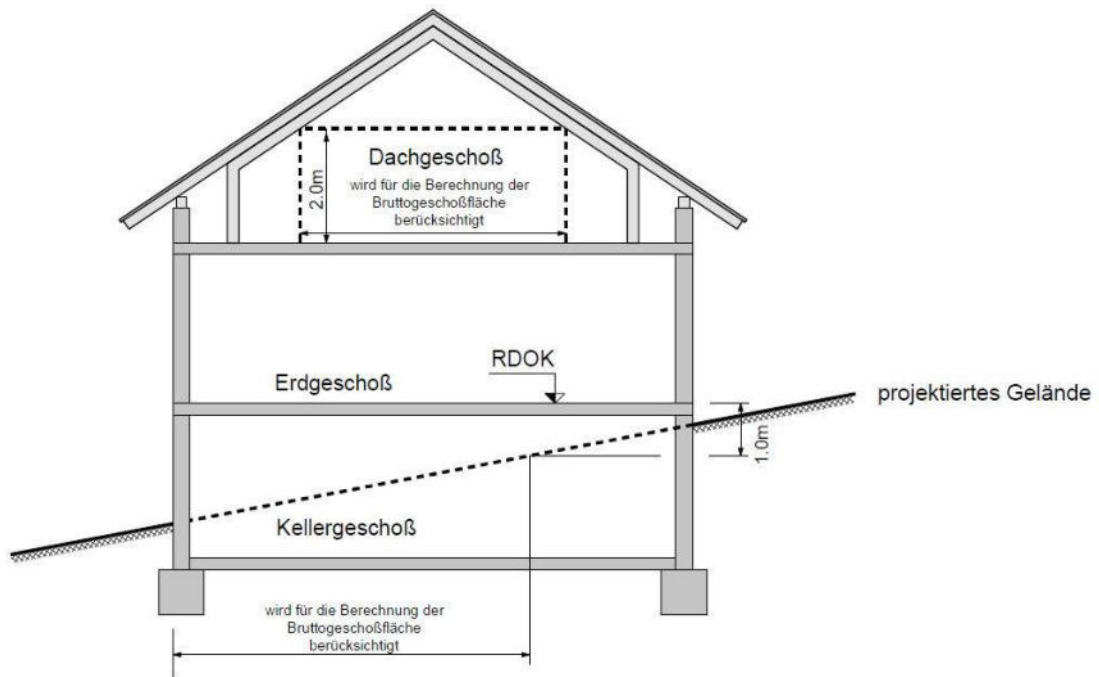 Dachgeschoß
wird für die Berechnung der
Bruttogeschoßfläche
berücksichtigt
2.0m
RDOK
Erdgeschoß
projektiertes Gelände
1.0m
Kellergeschoß
wird für die Berechnung der
Bruttogeschoßfläche
berücksichtigt